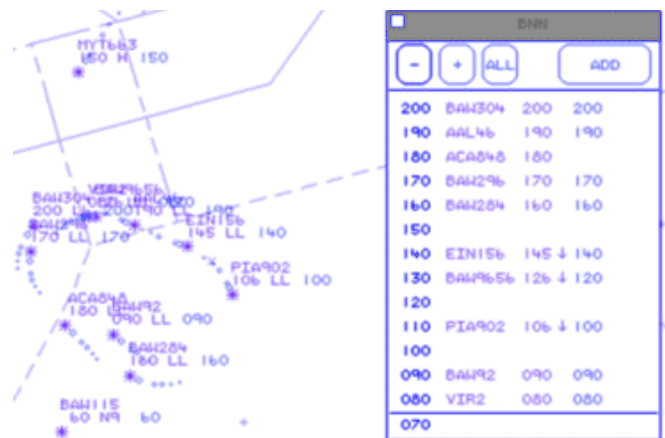 MYT663
150 H 150
EIN156
145 LL 140
PIA902
106 LL 100
ACA848
180 LL
BAW92
090 LL 090
BAW284
160 LL 160
BAW115
60 N9 60
BAW304
200 LL 200
170 LL 170
BNN
- + ALL ADD
200 BAW304 200 200
190 AAL46 190 190
180 ACA848 180
170 BAW296 170 170
160 BAW284 160 160
150
140 EIN156 145 ↓ 140
130 BAW9656 126 ↓ 120
120
110 PIA902 106 ↓ 100
100
090 BAW92 090 090
080 VIR2 080 080
070